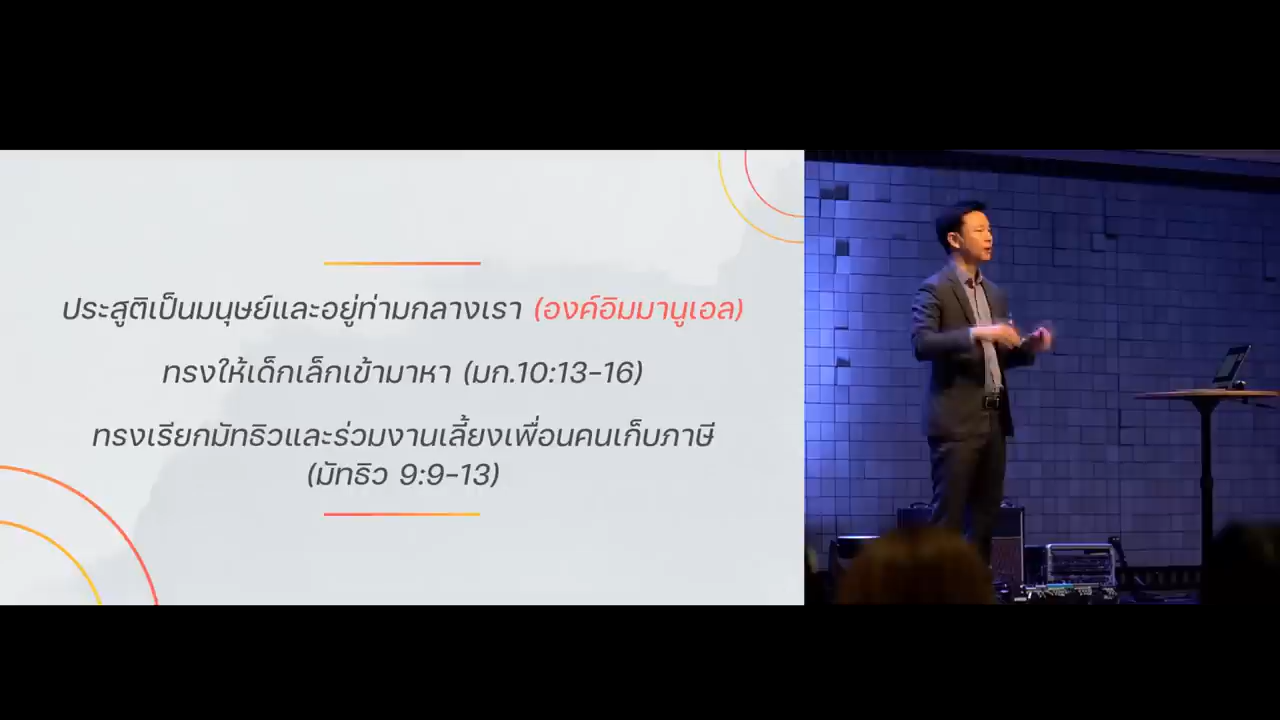 ประสูติเป็นมนุษย์และอยู่ท่ามกลางเรา (องค์อิมมานูเอล)
ทรงให้เด็กเล็กเข้ามาหา (มก.10:13-16)
ทรงเรียกมัทธิวและร่วมงานเลี้ยงเพื่อนคนเก็บภาษี
(มัทธิว 9:9-13)